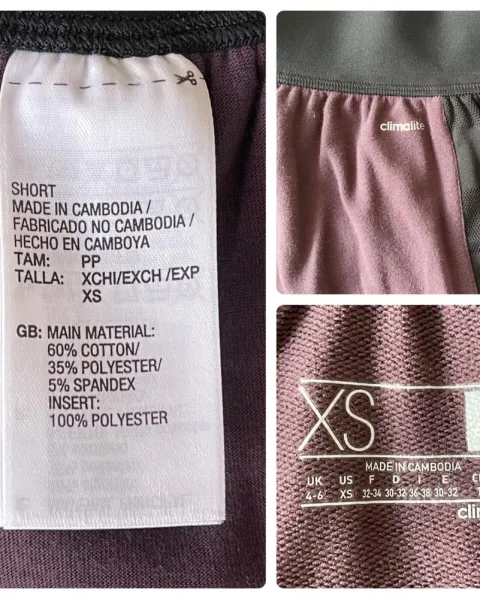 SHORT
MADE IN CAMBODIA /
FABRICADO NO CAMBODIA /
HECHO EN CAMBOYA
TAM: PP
TALLA: XCHI/EXCH /EXP
XS
GB: MAIN MATERIAL:
60% COTTON/
35% POLYESTER/
5% SPANDEX
INSERT:
100% POLYESTER
climalite
XS
MADE IN CAMBODIA
UK US F D I E
4-6 XS 32-34 30-32 36-38 30-32